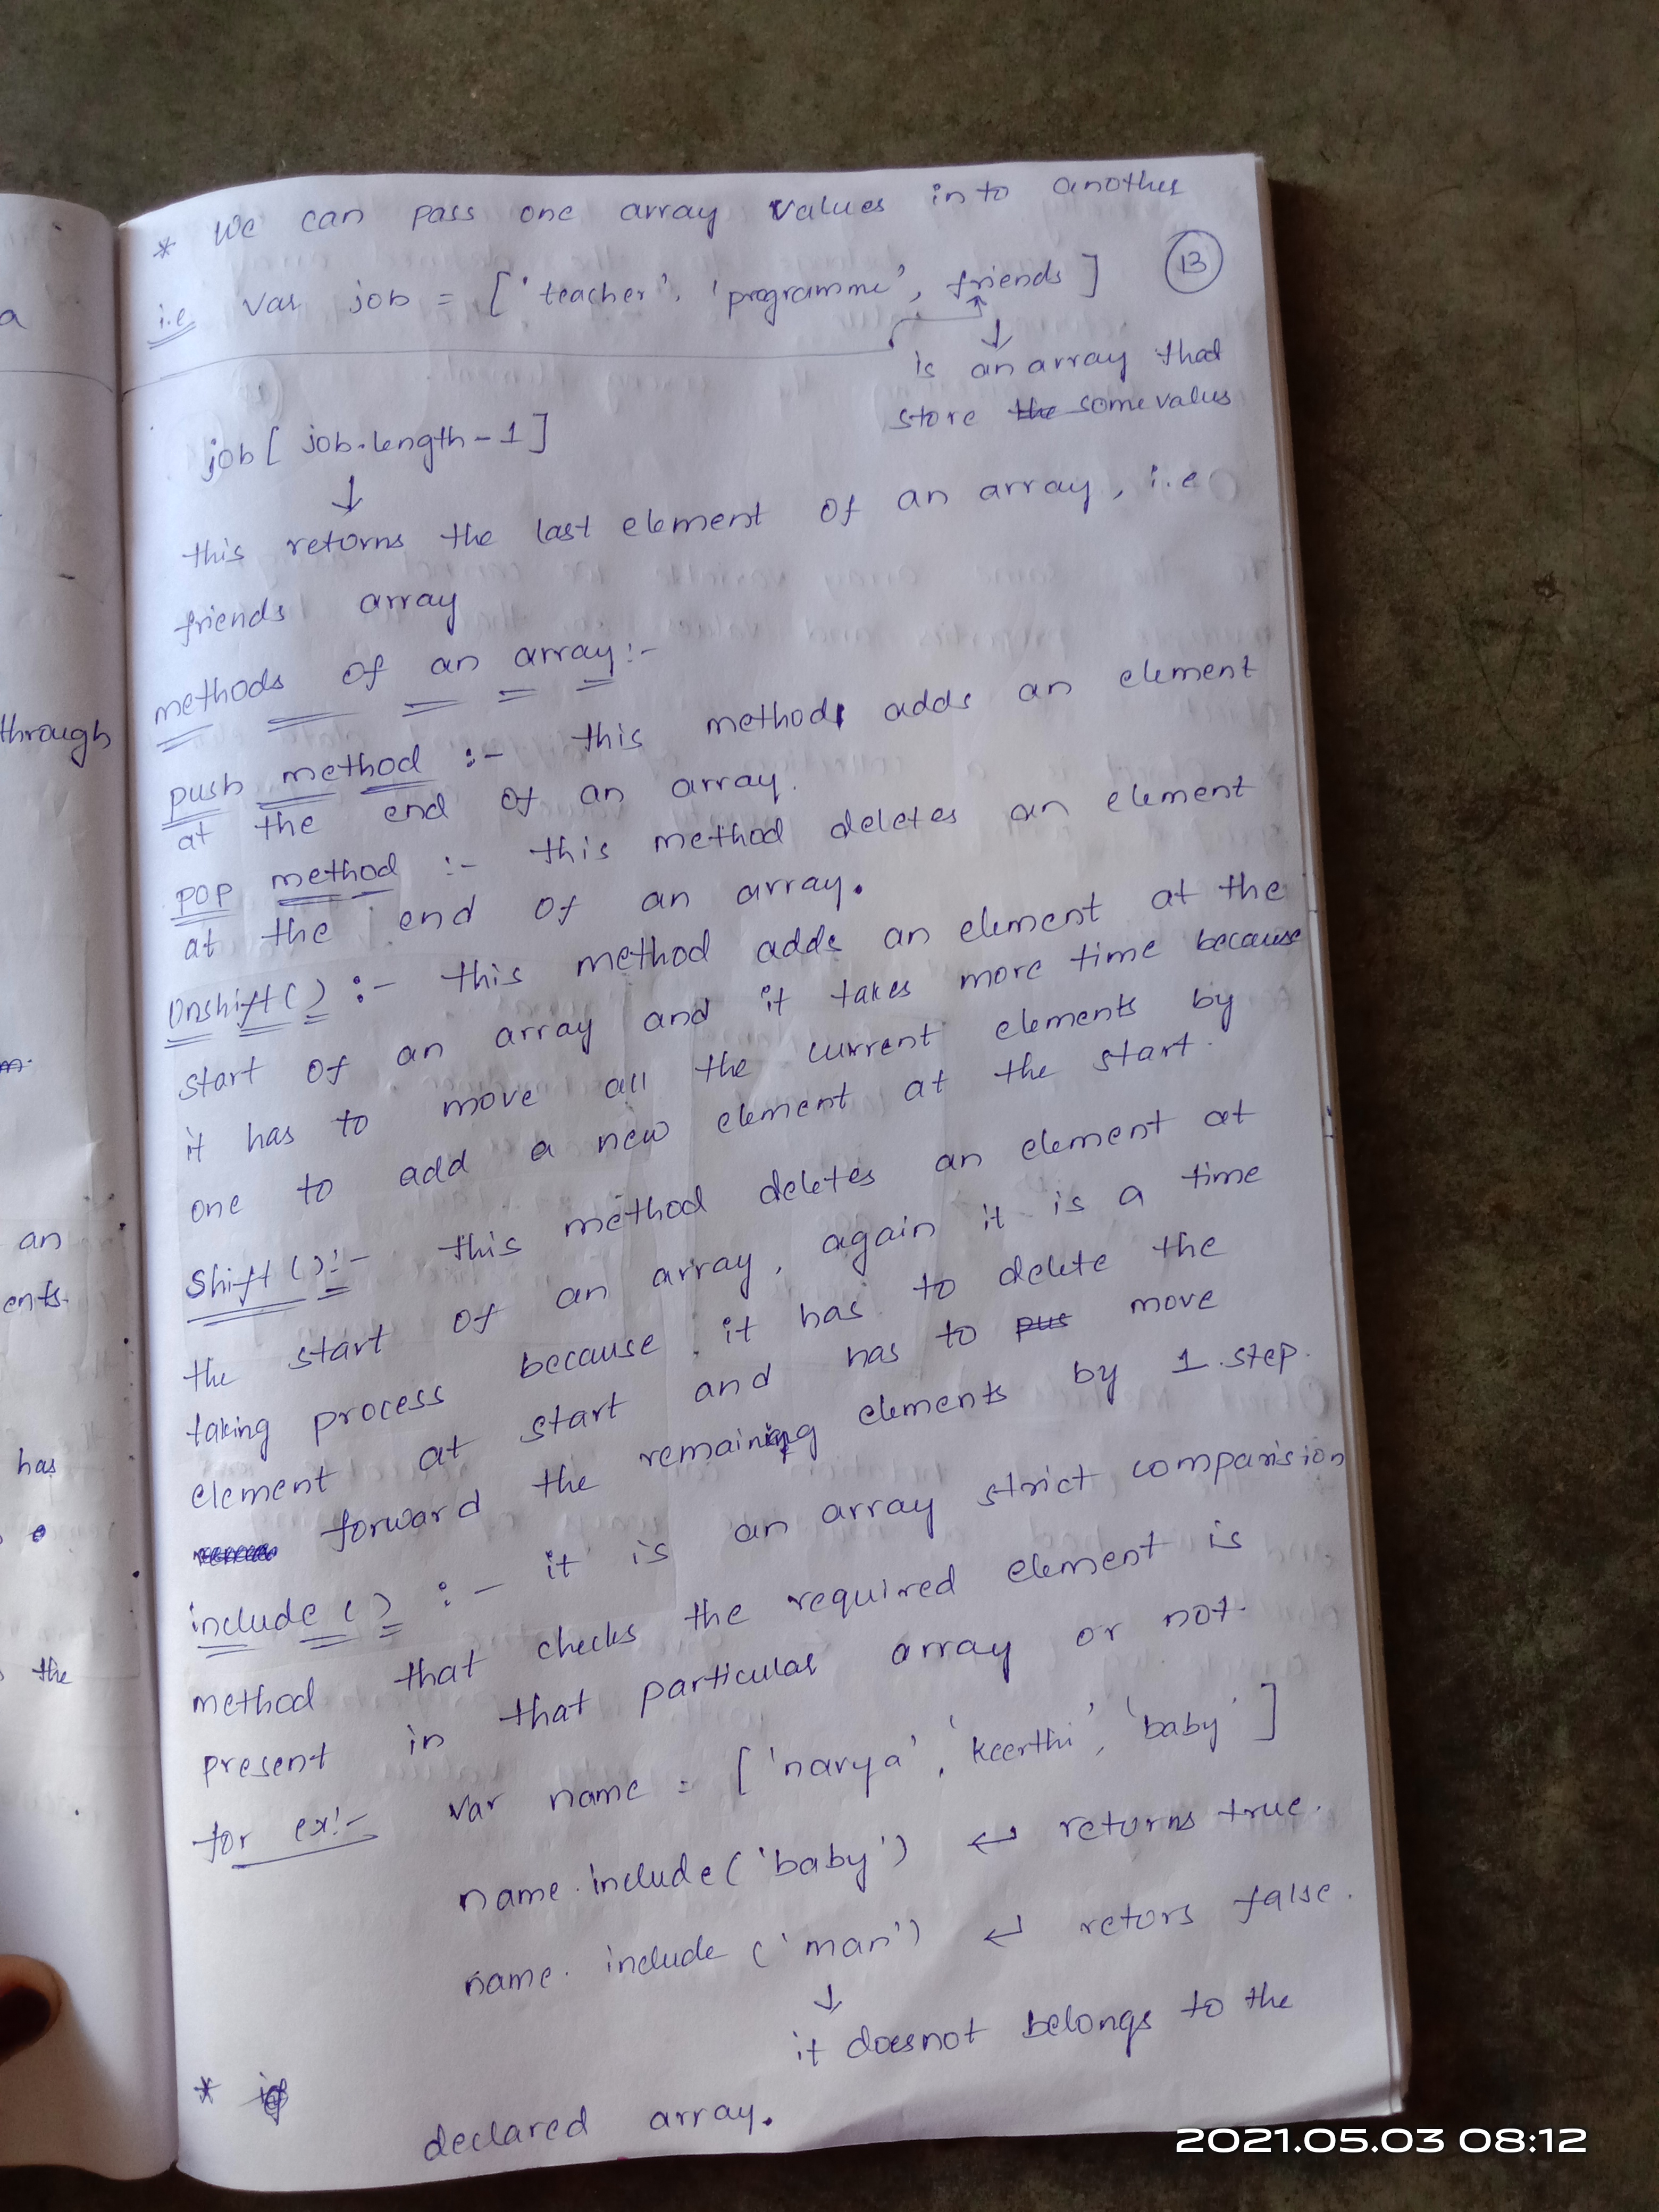 a
through
m.
an
ents.
has
the
* We can pass one array values into another
13
i.e var job = ['teacher', 'programme', friends]
is an array that
store the some values
job[ job.length-1]
↓
this returns the last element of an array, i.e
friends array
methods of an array:-
push method :- this method adds an element
at the end of an array.
pop method :- this method deletes an element
at the end of an array.
Unshift( ) :- this method adds an element at the
start of an array and it takes more time because
it has to move all the current elements by
one to add a new element at the start.
Shift ( ):- this method deletes an element at
the start of an array, again it is a time
taking process because it has to delete the
element at start and has to pus move
forward the remaining elements by 1 step.
include ( ) :- it is an array strict comparision
method that checks the required element is
present in that particular array or not.
for ex:- var name = ['navya', 'keerthi', 'baby']
name.include('baby') ↵ returns true.
name. include ('man') ↵ retors false.
↓
it doesnot belongs to the
*
declared array.
2021.05.03 08:12